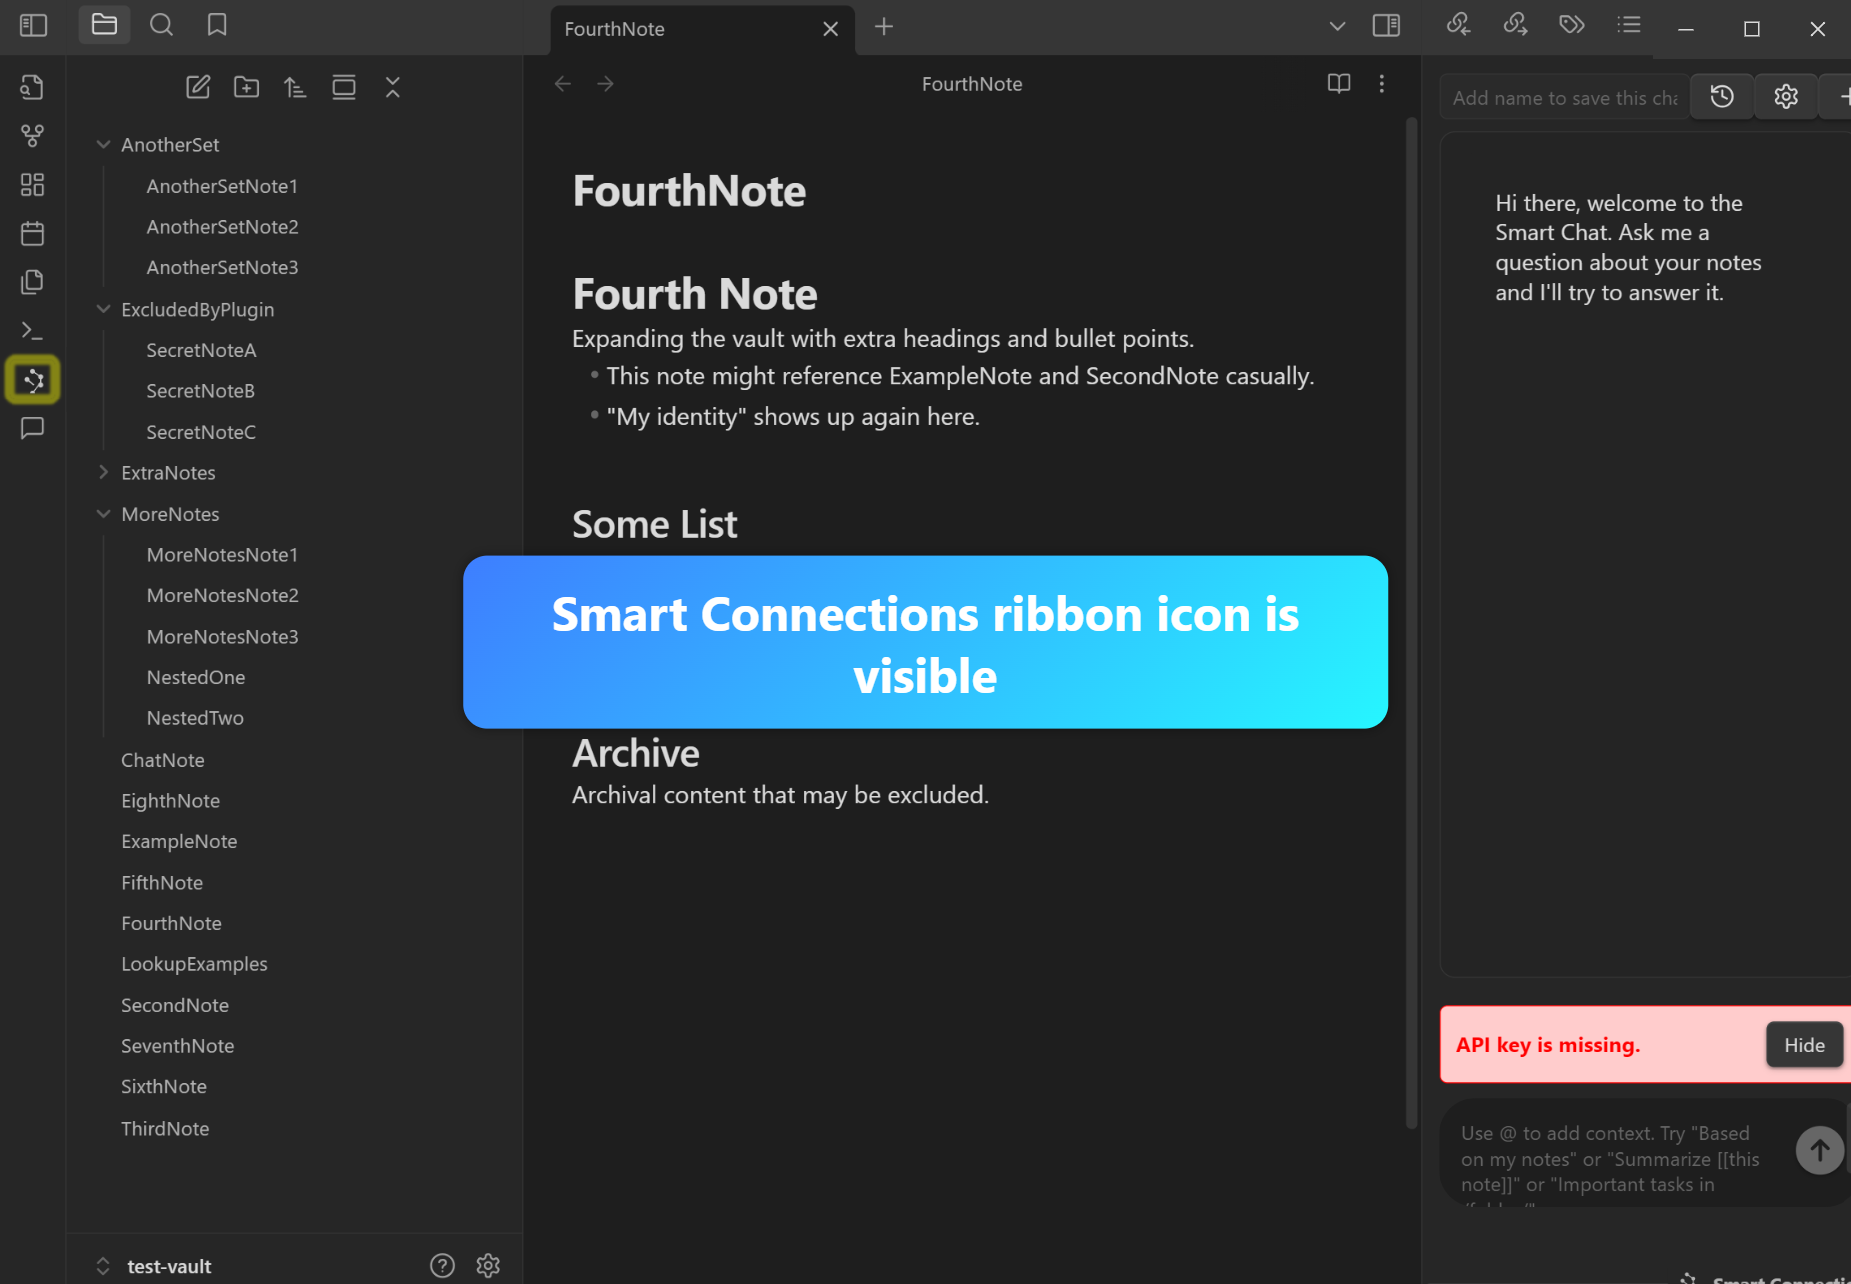 FourthNote
FourthNote
Add name to save this cha
AnotherSet
AnotherSetNote1
AnotherSetNote2
AnotherSetNote3
ExcludedByPlugin
SecretNoteA
SecretNoteB
SecretNoteC
ExtraNotes
MoreNotes
MoreNotesNote1
MoreNotesNote2
MoreNotesNote3
NestedOne
NestedTwo
ChatNote
EighthNote
ExampleNote
FifthNote
FourthNote
LookupExamples
SecondNote
SeventhNote
SixthNote
ThirdNote
test-vault
FourthNote
Fourth Note
Expanding the vault with extra headings and bullet points.
• This note might reference ExampleNote and SecondNote casually.
• "My identity" shows up again here.
Some List
Smart Connections ribbon icon is
visible
Archive
Archival content that may be excluded.
Hi there, welcome to the
Smart Chat. Ask me a
question about your notes
and I'll try to answer it.
API key is missing.
Hide
Use @ to add context. Try "Based
on my notes" or "Summarize [[this
note]]" or "Important tasks in